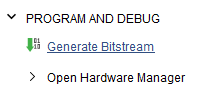 PROGRAM AND DEBUG
Generate Bitstream
Open Hardware Manager